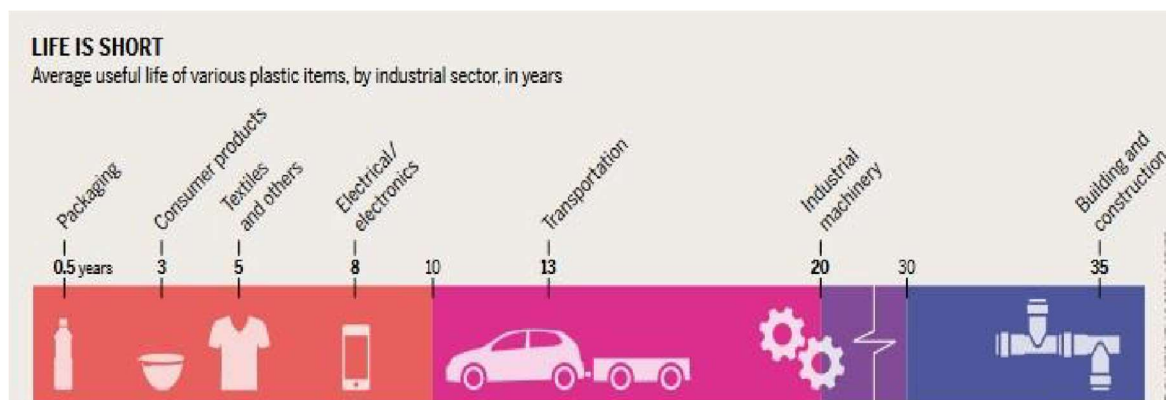 LIFE IS SHORT
Average useful life of various plastic items, by industrial sector, in years
Packaging
Consumer products
Textiles
and others
Electrical/
electronics
Transportation
Industrial
machinery
Building and
construction
0.5 years 3 5 8 10 13 20 30 35